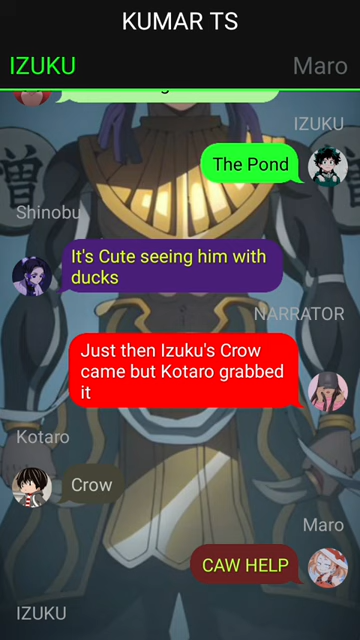 KUMAR TS
IZUKU
Maro
IZUKU
The Pond
Shinobu
It's Cute seeing him with
ducks
NARRATOR
Just then Izuku's Crow
came but Kotaro grabbed
it
Kotaro
Crow
Maro
CAW HELP
IZUKU
憎